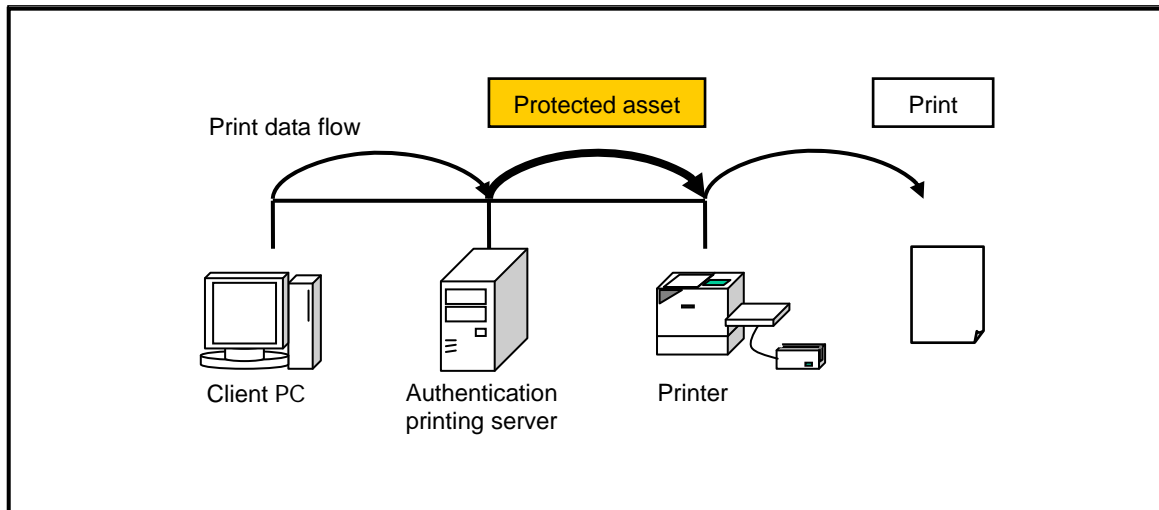 Protected asset
Print
Print data flow
Client PC
Authentication
printing server
Printer